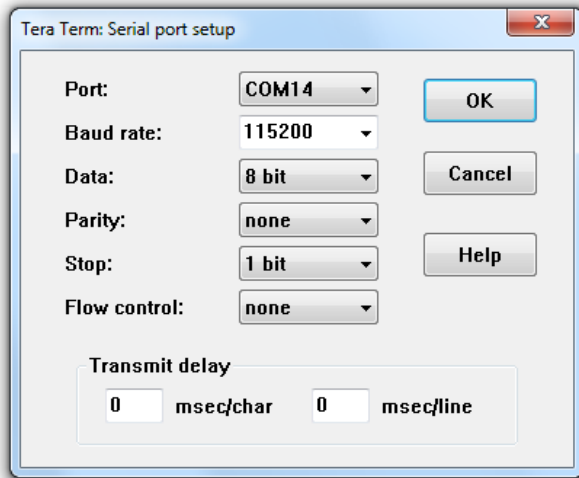 Tera Term: Serial port setup
Port: COM14
OK
Baud rate: 115200
Data: 8 bit
Cancel
Parity: none
Stop: 1 bit
Help
Flow control: none
Transmit delay
0 msec/char 0 msec/line